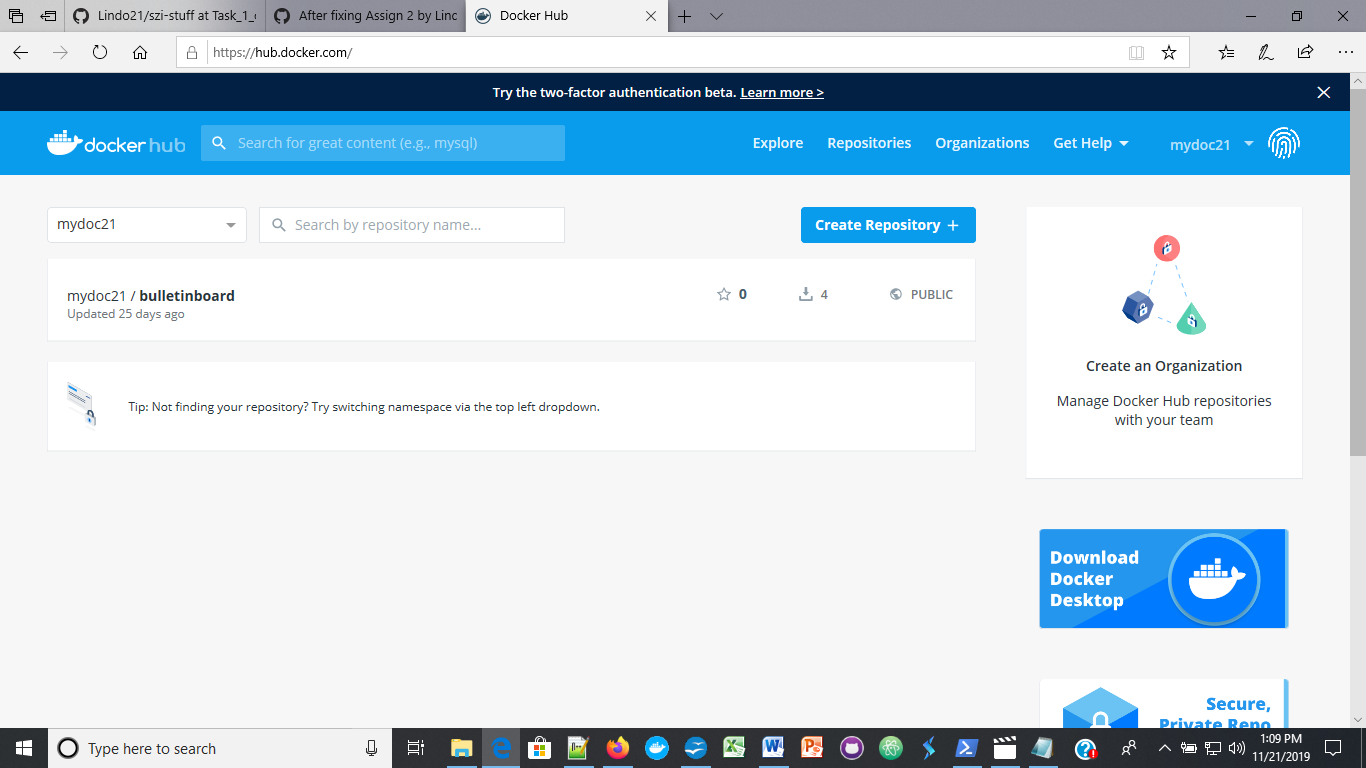 Lindo21/szi-stuff at Task_1_c
After fixing Assign 2 by Linc
Docker Hub
https://hub.docker.com/
Try the two-factor authentication beta. Learn more >
docker hub
Search for great content (e.g., mysql)
Explore
Repositories
Organizations
Get Help
mydoc21
mydoc21
Search by repository name...
Create Repository +
mydoc21 / bulletinboard
Updated 25 days ago
0
4
PUBLIC
Tip: Not finding your repository? Try switching namespace via the top left dropdown.
Create an Organization
Manage Docker Hub repositories
with your team
Download
Docker
Desktop
Secure,
Private Repo
Type here to search
1:09 PM
11/21/2019